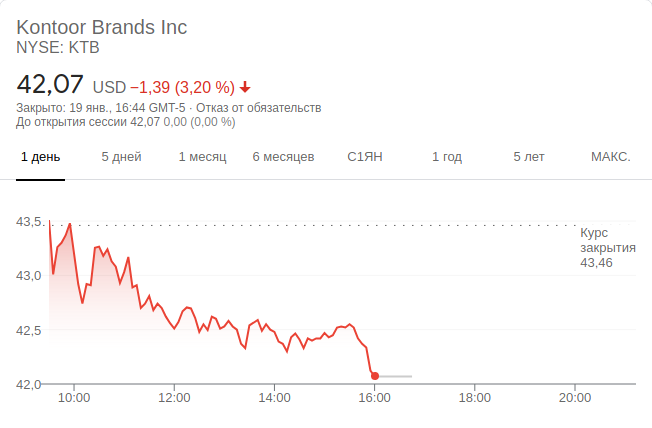 Kontoor Brands Inc
NYSE: KTB
42,07 USD −1,39 (3,20 %)
Закрыто: 19 янв., 16:44 GMT-5 · Отказ от обязательств
До открытия сессии 42,07 0,00 (0,00 %)
1 день 5 дней 1 месяц 6 месяцев С1ЯН 1 год 5 лет МАКС.
43,5
Курс
закрытия
43,46
43,0
42,5
42,0
10:00 12:00 14:00 16:00 18:00 20:00